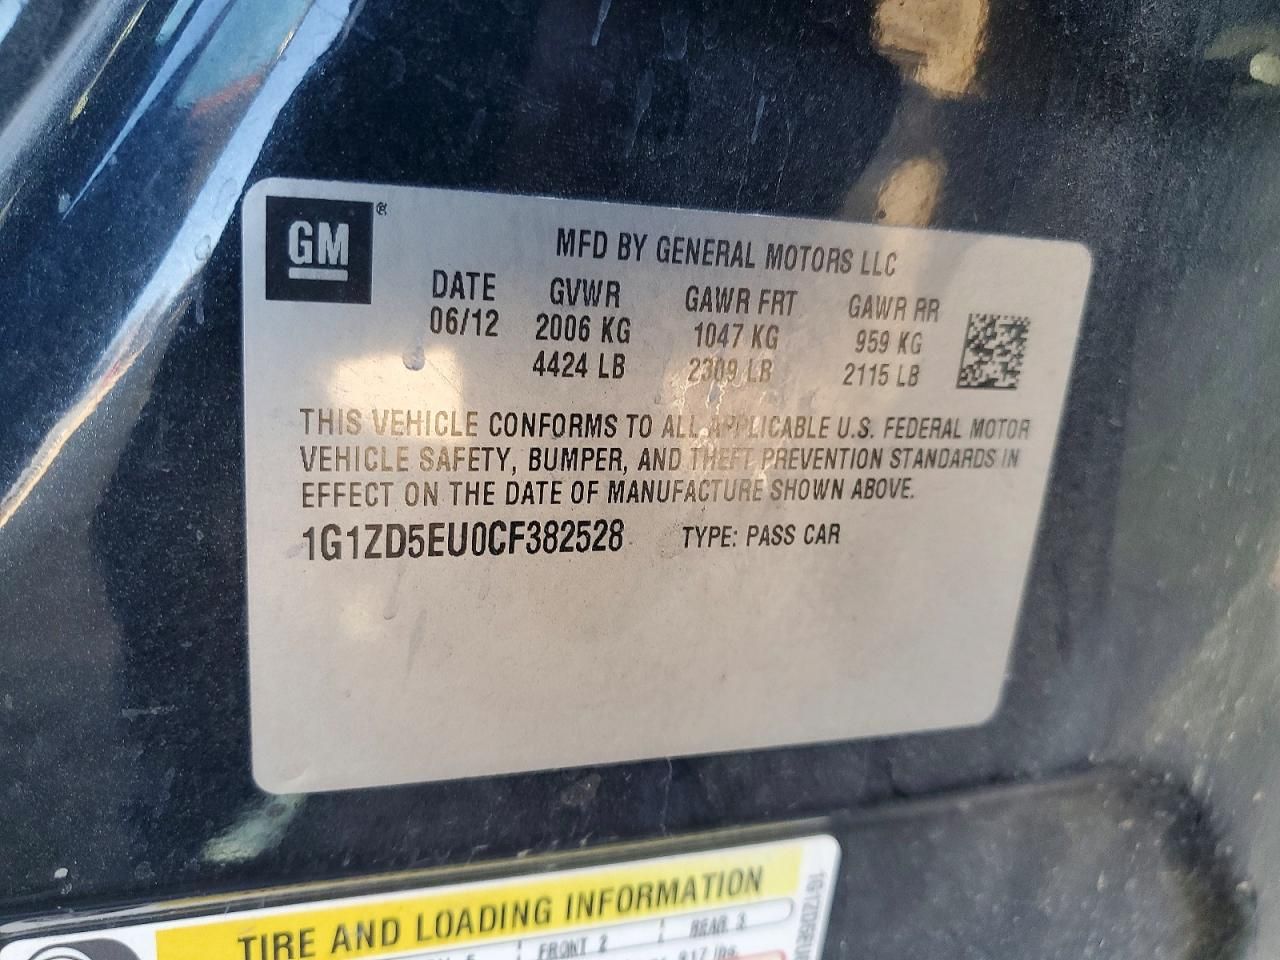 GM®
MFD BY GENERAL MOTORS LLC
DATE GVWR GAWR FRT GAWR RR
06/12 2006 KG 1047 KG 959 KG
4424 LB 2309 LB 2115 LB
THIS VEHICLE CONFORMS TO ALL APPLICABLE U.S. FEDERAL MOTOR
VEHICLE SAFETY, BUMPER, AND THEFT PREVENTION STANDARDS IN
EFFECT ON THE DATE OF MANUFACTURE SHOWN ABOVE.
1G1ZD5EU0CF382528 TYPE: PASS CAR
TIRE AND LOADING INFORMATION
FRONT 2 REAR 3
1G1ZD5EU